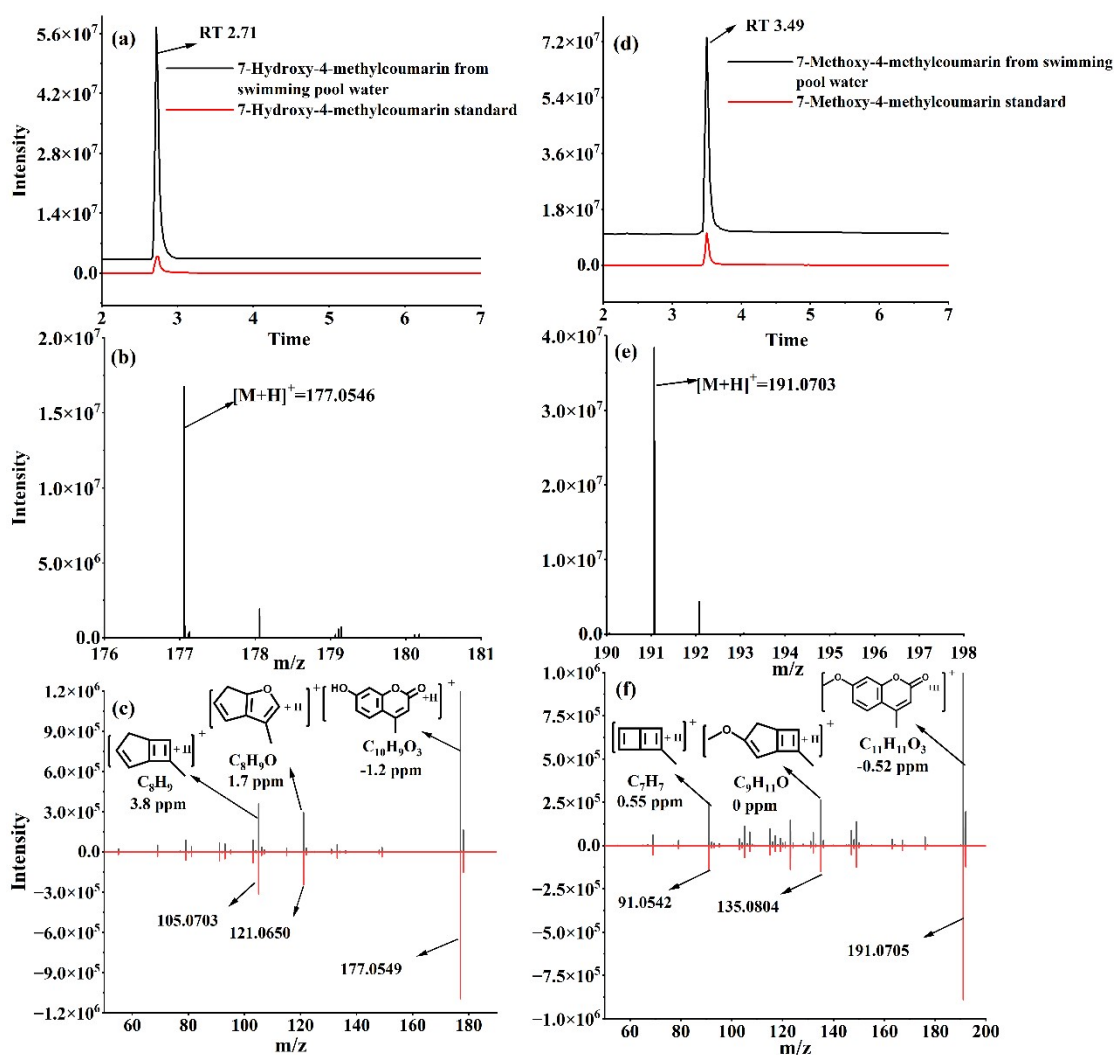 (a)
RT 2.71
7-Hydroxy-4-methylcoumarin from
swimming pool water
7-Hydroxy-4-methylcoumarin standard
Intensity
5.6×10⁷
4.2×10⁷
2.8×10⁷
1.4×10⁷
0.0
2 3 4 5 6 7
Time
(d)
RT 3.49
7-Methoxy-4-methylcoumarin from swimming
pool water
7-Methoxy-4-methylcoumarin standard
7.2×10⁷
5.4×10⁷
3.6×10⁷
1.8×10⁷
0.0
2 3 4 5 6 7
Time
(b)
[M+H]⁺=177.0546
Intensity
2.0×10⁷
1.5×10⁷
1.0×10⁷
5.0×10⁶
0.0
176 177 178 179 180 181
m/z
(e)
[M+H]⁺=191.0703
4.0×10⁷
3.0×10⁷
2.0×10⁷
1.0×10⁷
0.0
190 191 192 193 194 195 196 197 198
m/z
(c)
Intensity
1.2×10⁶
9.0×10⁵
6.0×10⁵
3.0×10⁵
0.0
−3.0×10⁵
−6.0×10⁵
−9.0×10⁵
−1.2×10⁶
+H +
C₈H₉
3.8 ppm
O +H +
C₈H₉O
1.7 ppm
HO O O +H +
C₁₀H₉O₃
-1.2 ppm
105.0703
121.0650
177.0549
60 80 100 120 140 160 180
m/z
(f)
1.0×10⁶
7.5×10⁵
5.0×10⁵
2.5×10⁵
0.0
−2.5×10⁵
−5.0×10⁵
−7.5×10⁵
−1.0×10⁶
+H +
C₇H₇
0.55 ppm
O +H +
C₉H₁₁O
0 ppm
O O O +
C₁₁H₁₁O₃
-0.52 ppm
91.0542
135.0804
191.0705
60 80 100 120 140 160 180 200
m/z